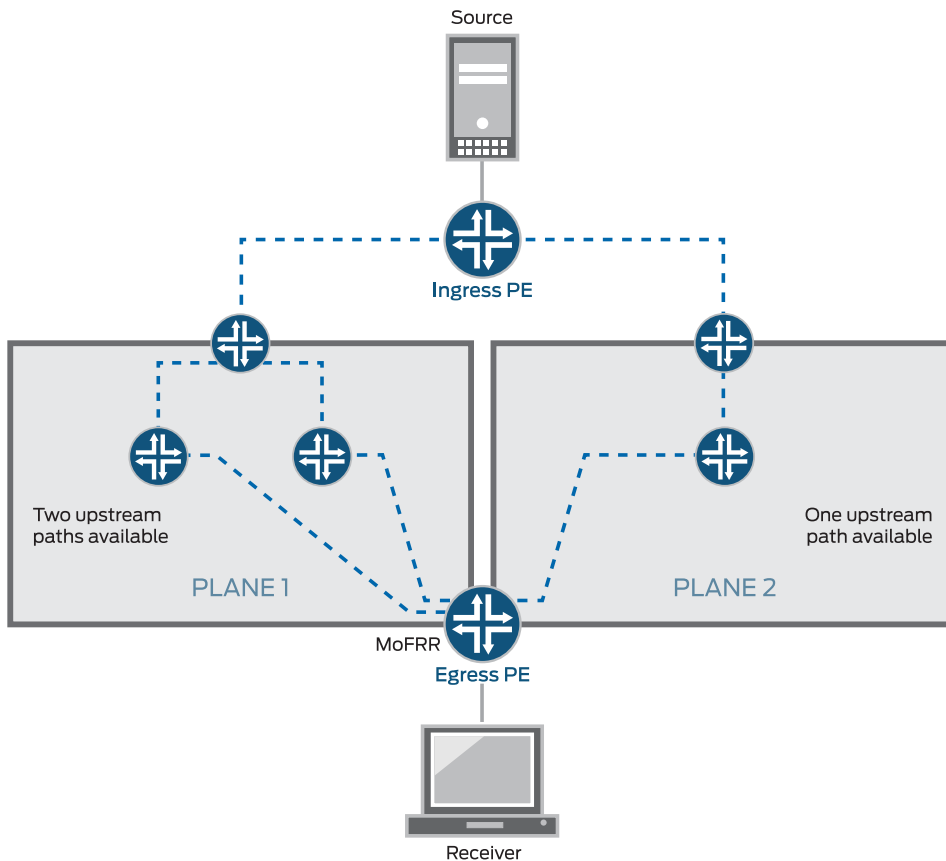 Source
Ingress PE
Two upstream
paths available
One upstream
path available
PLANE 1
PLANE 2
MoFRR
Egress PE
Receiver